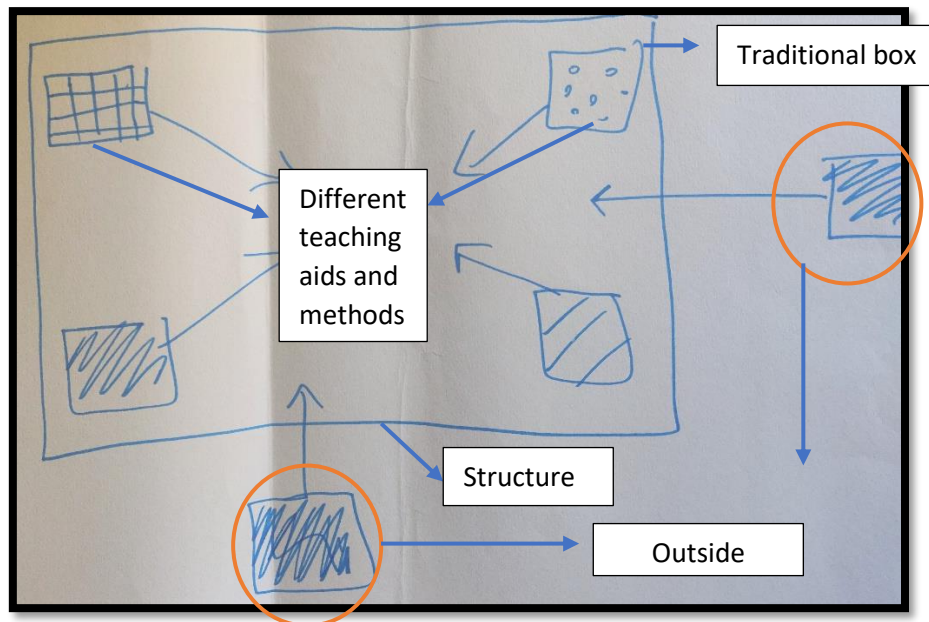 Traditional box
Different
teaching
aids and
methods
Structure
Outside